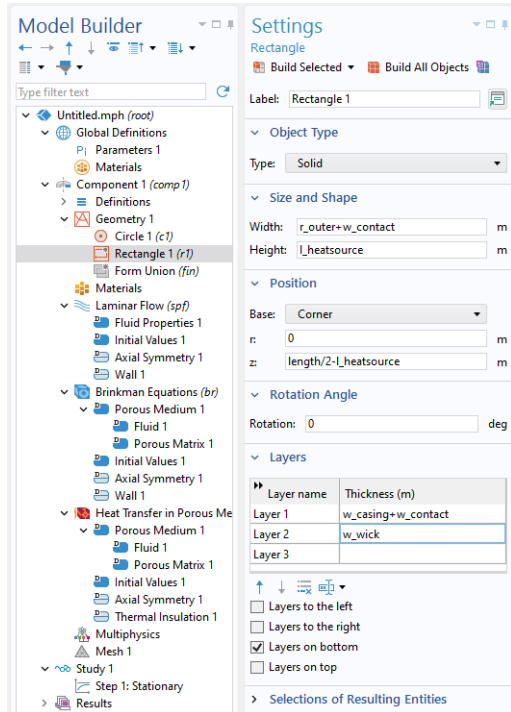 Model Builder
Type filter text
Untitled.mph (root)
Global Definitions
Pi Parameters 1
Materials
Component 1 (comp1)
Definitions
Geometry 1
Circle 1 (c1)
Rectangle 1 (r1)
Form Union (fin)
Materials
Laminar Flow (spf)
Fluid Properties 1
Initial Values 1
Axial Symmetry 1
Wall 1
Brinkman Equations (br)
Porous Medium 1
Fluid 1
Porous Matrix 1
Initial Values 1
Axial Symmetry 1
Wall 1
Heat Transfer in Porous Me
Porous Medium 1
Fluid 1
Porous Matrix 1
Initial Values 1
Axial Symmetry 1
Thermal Insulation 1
Multiphysics
Mesh 1
Study 1
Step 1: Stationary
Results
Settings
Rectangle
Build Selected Build All Objects
Label: Rectangle 1
Object Type
Type: Solid
Size and Shape
Width: r_outer+w_contact m
Height: l_heatsource m
Position
Base: Corner
r: 0 m
z: length/2-l_heatsource m
Rotation Angle
Rotation: 0 deg
Layers
Layer name Thickness (m)
Layer 1 w_casing+w_contact
Layer 2 w_wick
Layer 3
Layers to the left
Layers to the right
Layers on bottom
Layers on top
Selections of Resulting Entities